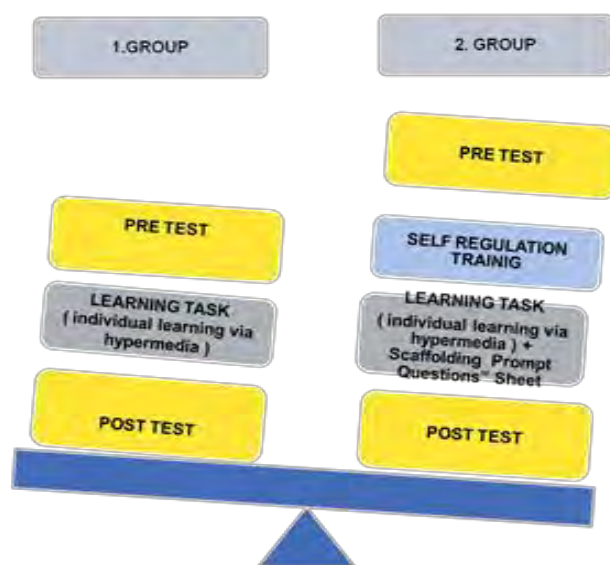 1.GROUP
PRE TEST
LEARNING TASK
( individual learning via
hypermedia )
POST TEST
2. GROUP
PRE TEST
SELF REGULATION
TRAINIG
LEARNING TASK
( individual learning via
hypermedia ) +
Scaffolding Prompt
Questions" Sheet
POST TEST